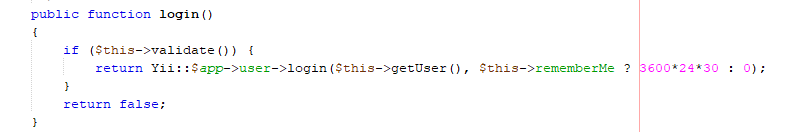 public function login()
{
    if ($this->validate()) {
        return Yii::$app->user->login($this->getUser(), $this->rememberMe ? 3600*24*30 : 0);
    }
    return false;
}